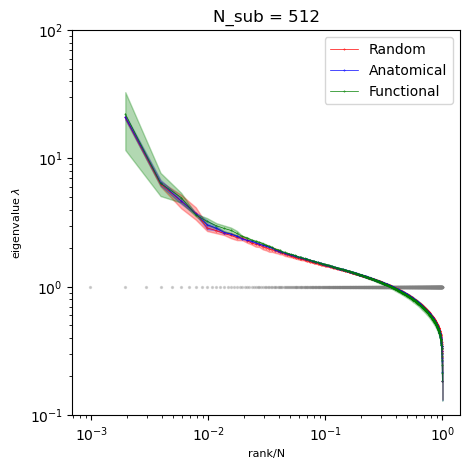 N_sub = 512
10²
10¹
10⁰
10⁻¹
eigenvalue λ
Random
Anatomical
Functional
10⁻³
10⁻²
10⁻¹
10⁰
rank/N